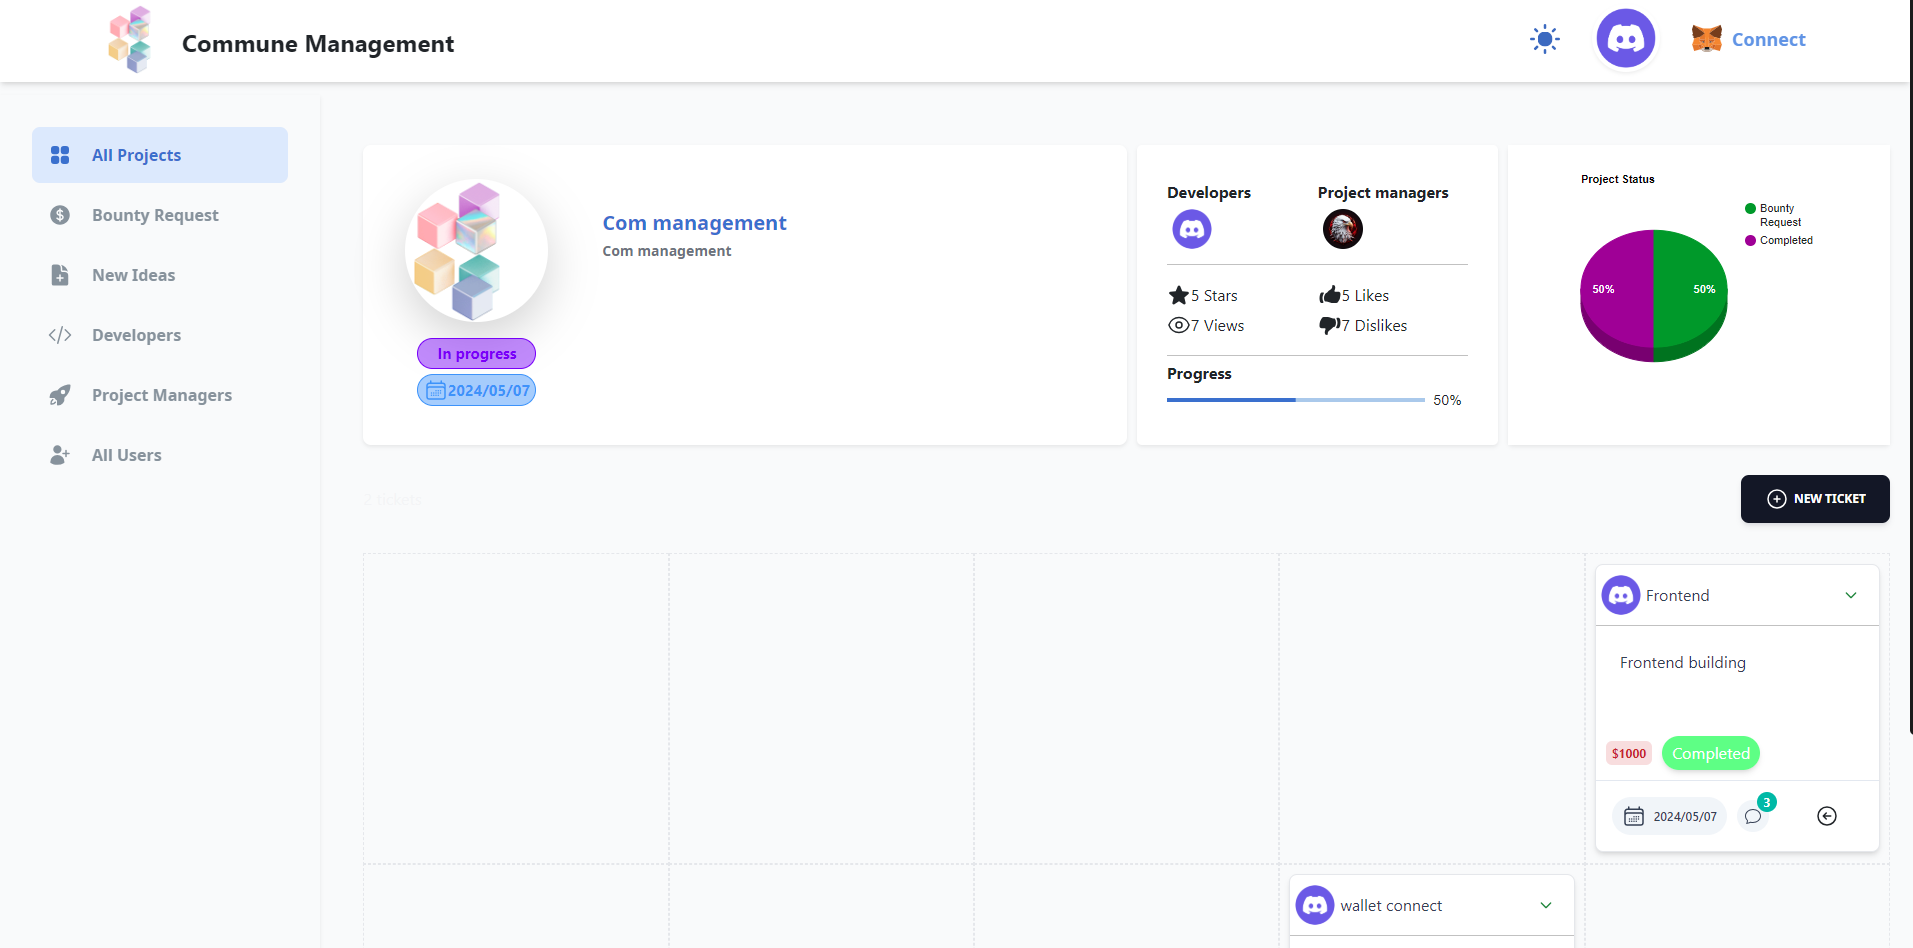 Commune Management
Connect
All Projects
Bounty Request
New Ideas
Developers
Project Managers
All Users
Com management
Com management
In progress
2024/05/07
Developers
Project managers
5 Stars
5 Likes
7 Views
7 Dislikes
Progress
50%
Project Status
50%
50%
Bounty
Request
Completed
2 tickets
NEW TICKET
Frontend
Frontend building
$1000
Completed
2024/05/07
3
wallet connect